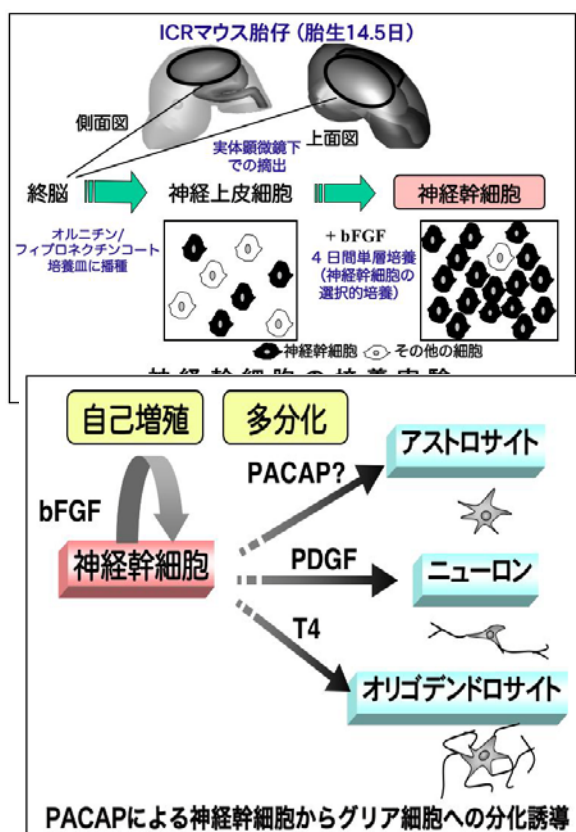 ICRマウス胎仔(胎生14.5日)
側面図
上面図
実体顕微鏡下
での摘出
終脳
神経上皮細胞
神経幹細胞
オルニチン/
フィブロネクチンコート
培養皿に播種
+ bFGF
4日間単層培養
(神経幹細胞の
選択的培養)
神経幹細胞 その他の細胞
自己増殖
多分化
bFGF
神経幹細胞
PACAP?
アストロサイト
PDGF
ニューロン
T4
オリゴデンドロサイト
PACAPによる神経幹細胞からグリア細胞への分化誘導